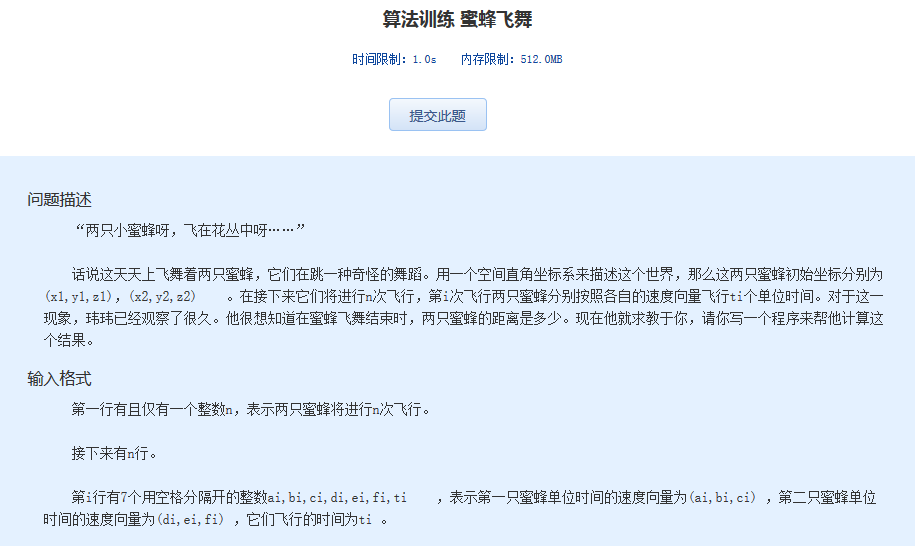 算法训练 蜜蜂飞舞
时间限制：1.0s 内存限制：512.0MB
提交此题
问题描述
“两只小蜜蜂呀，飞在花丛中呀……”
话说这天天上飞舞着两只蜜蜂，它们在跳一种奇怪的舞蹈。用一个空间直角坐标系来描述这个世界，那么这两只蜜蜂初始坐标分别为
(x1,y1,z1)，(x2,y2,z2) 。在接下来它们将进行n次飞行，第i次飞行两只蜜蜂分别按照各自的速度向量飞行ti个单位时间。对于这一
现象，玮玮已经观察了很久。他很想知道在蜜蜂飞舞结束时，两只蜜蜂的距离是多少。现在他就求教于你，请你写一个程序来帮他计算这
个结果。
输入格式
第一行有且仅有一个整数n，表示两只蜜蜂将进行n次飞行。
接下来有n行。
第i行有7个用空格分隔开的整数ai,bi,ci,di,ei,fi,ti ，表示第一只蜜蜂单位时间的速度向量为(ai,bi,ci) ，第二只蜜蜂单位
时间的速度向量为(di,ei,fi) ，它们飞行的时间为ti 。